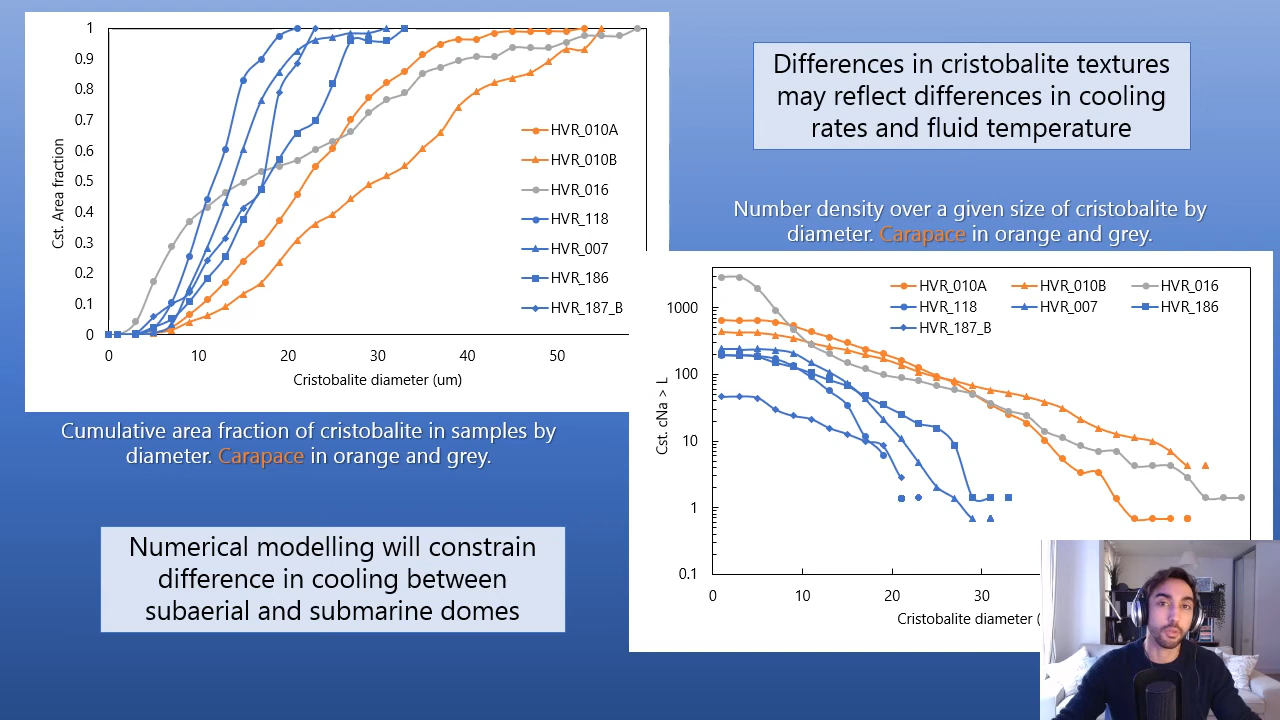 1
0.9
0.8
0.7
0.6
0.5
0.4
0.3
0.2
0.1
0
Cst. Area fraction
0 10 20 30 40 50
Cristobalite diameter (um)
HVR_010A
HVR_010B
HVR_016
HVR_118
HVR_007
HVR_186
HVR_187_B
Cumulative area fraction of cristobalite in samples by
diameter. Carapace in orange and grey.
Numerical modelling will constrain
difference in cooling between
subaerial and submarine domes
Differences in cristobalite textures
may reflect differences in cooling
rates and fluid temperature
Number density over a given size of cristobalite by
diameter. Carapace in orange and grey.
HVR_010A HVR_010B HVR_016
HVR_118 HVR_007 HVR_186
HVR_187_B
1000
100
10
1
0.1
Cst. cNa > L
0 10 20 30
Cristobalite diameter (